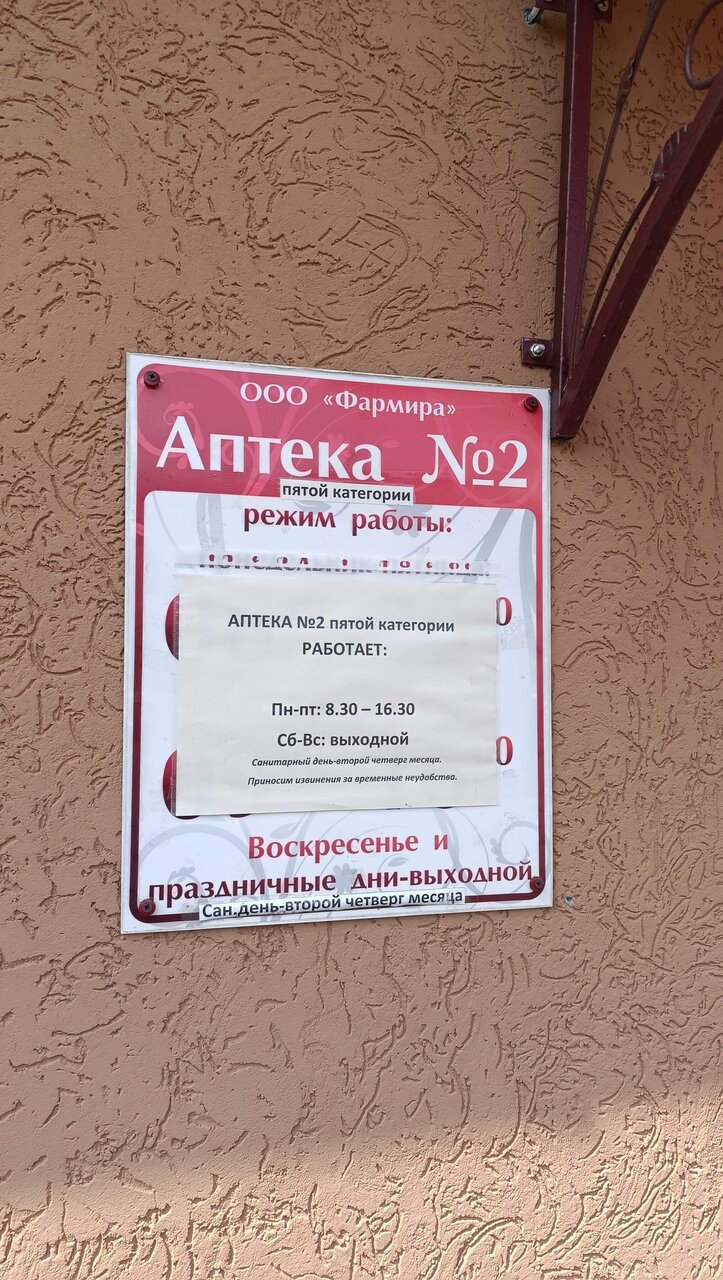 ООО «Фармира»
Аптека №2
пятой категории
режим работы:
АПТЕКА №2 пятой категории
РАБОТАЕТ:
Пн-пт: 8.30 – 16.30
Сб-Вс: выходной
Санитарный день-второй четверг месяца.
Приносим извинения за временные неудобства.
Воскресенье и
праздничные дни-выходной
Сан.день-второй четверг месяца